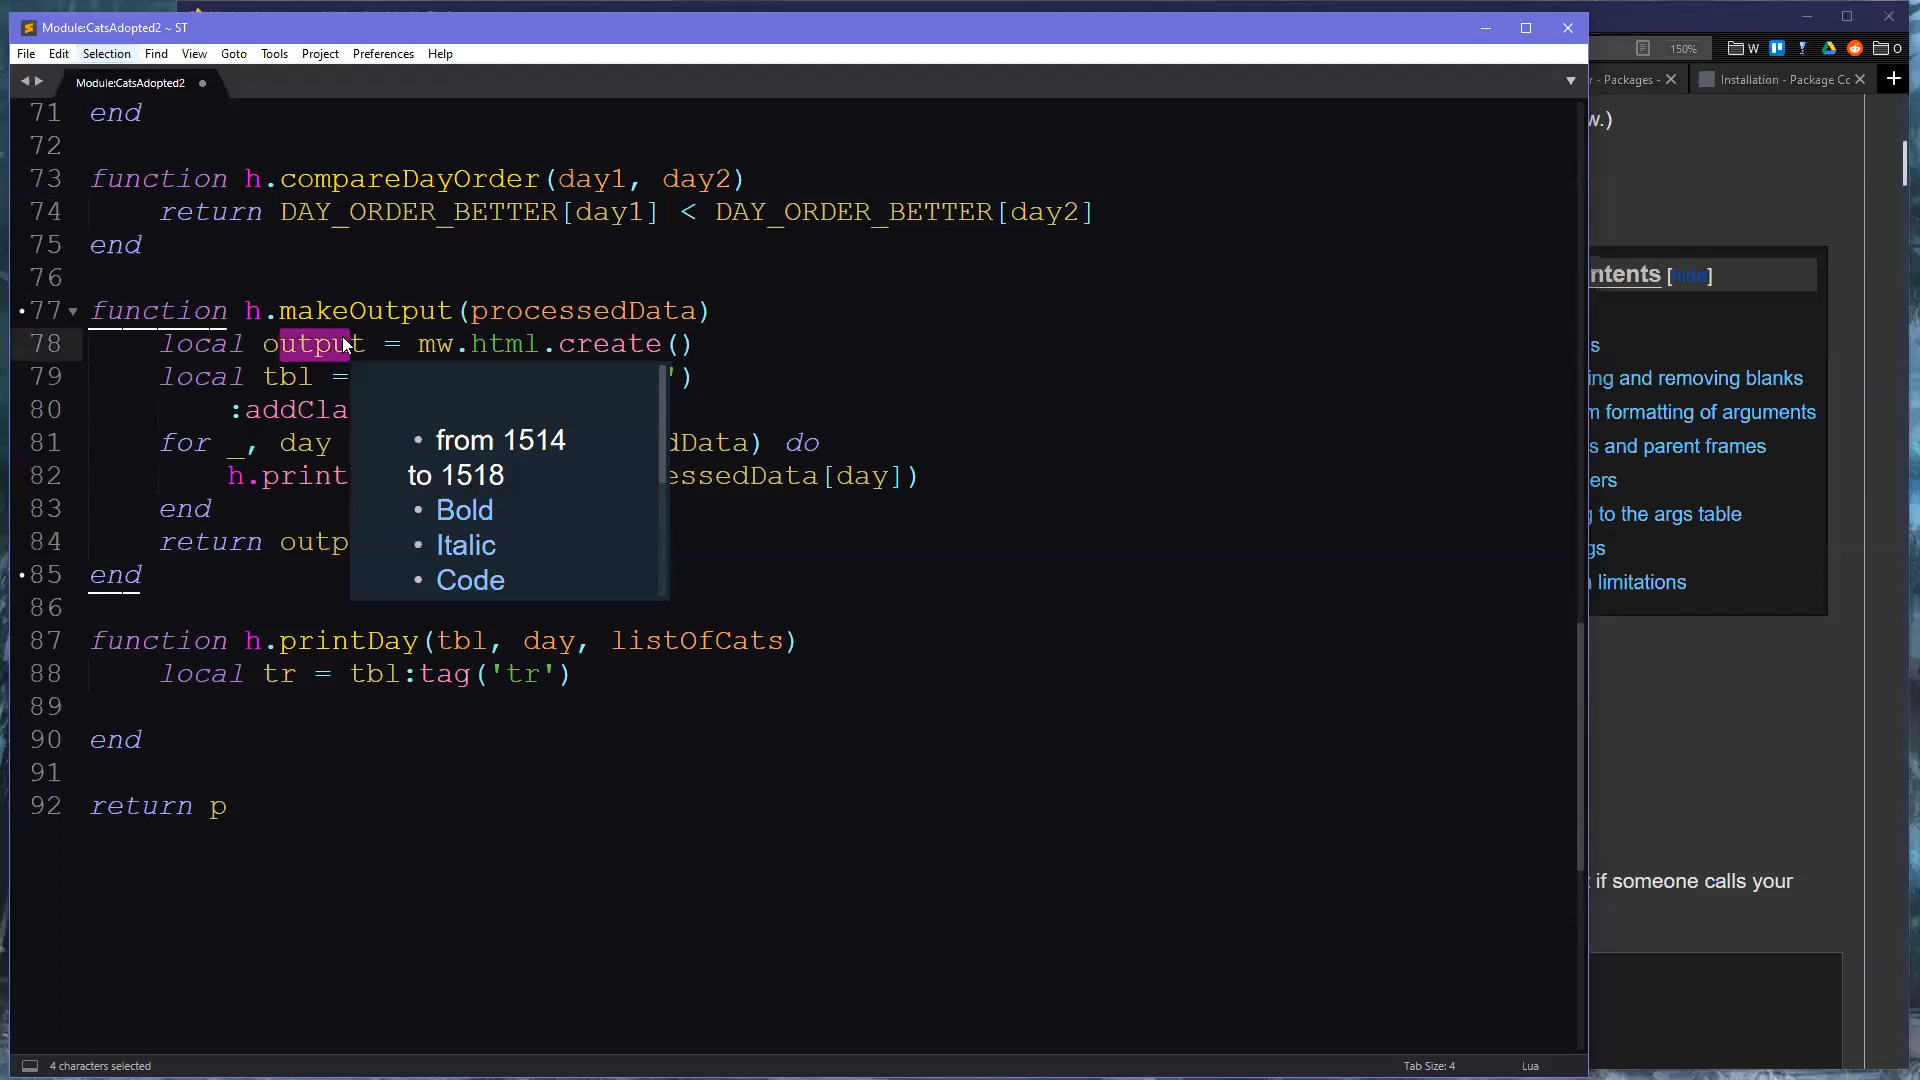 Module:CatsAdopted2 ~ ST
File Edit Selection Find View Goto Tools Project Preferences Help
150% W O
Module:CatsAdopted2
r - Packages - Installation - Package Cc
71 end
72
73 function h.compareDayOrder(day1, day2)
74 return DAY_ORDER_BETTER[day1] < DAY_ORDER_BETTER[day2]
75 end
76
77 function h.makeOutput(processedData)
78 local output = mw.html.create()
79 local tbl = ')
80 :addCla
81 for _, day dData) do
82 h.print essedData[day])
83 end
84 return outp
85 end
86
87 function h.printDay(tbl, day, listOfCats)
88 local tr = tbl:tag('tr')
89
90 end
91
92 return p
• from 1514
to 1518
• Bold
• Italic
• Code
w.)
ntents [hide]
s
ing and removing blanks
m formatting of arguments
s and parent frames
ers
g to the args table
gs
limitations
if someone calls your
4 characters selected
Tab Size: 4 Lua